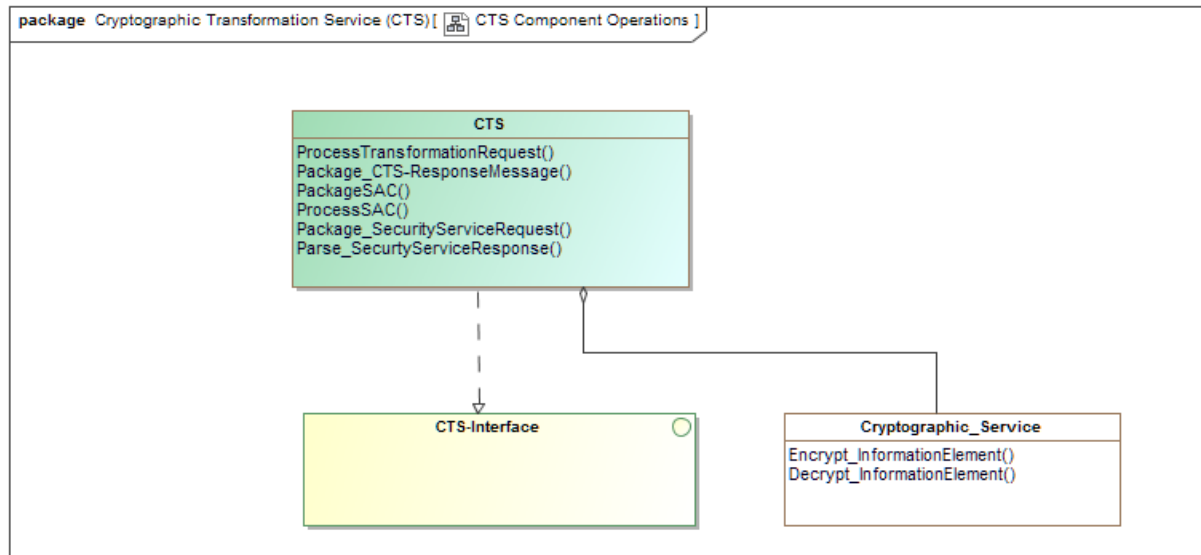 package Cryptographic Transformation Service (CTS)[ CTS Component Operations ]
CTS
ProcessTransformationRequest()
Package_CTS-ResponseMessage()
PackageSAC()
ProcessSAC()
Package_SecurityServiceRequest()
Parse_SecurtyServiceResponse()
CTS-Interface
Cryptographic_Service
Encrypt_InformationElement()
Decrypt_InformationElement()